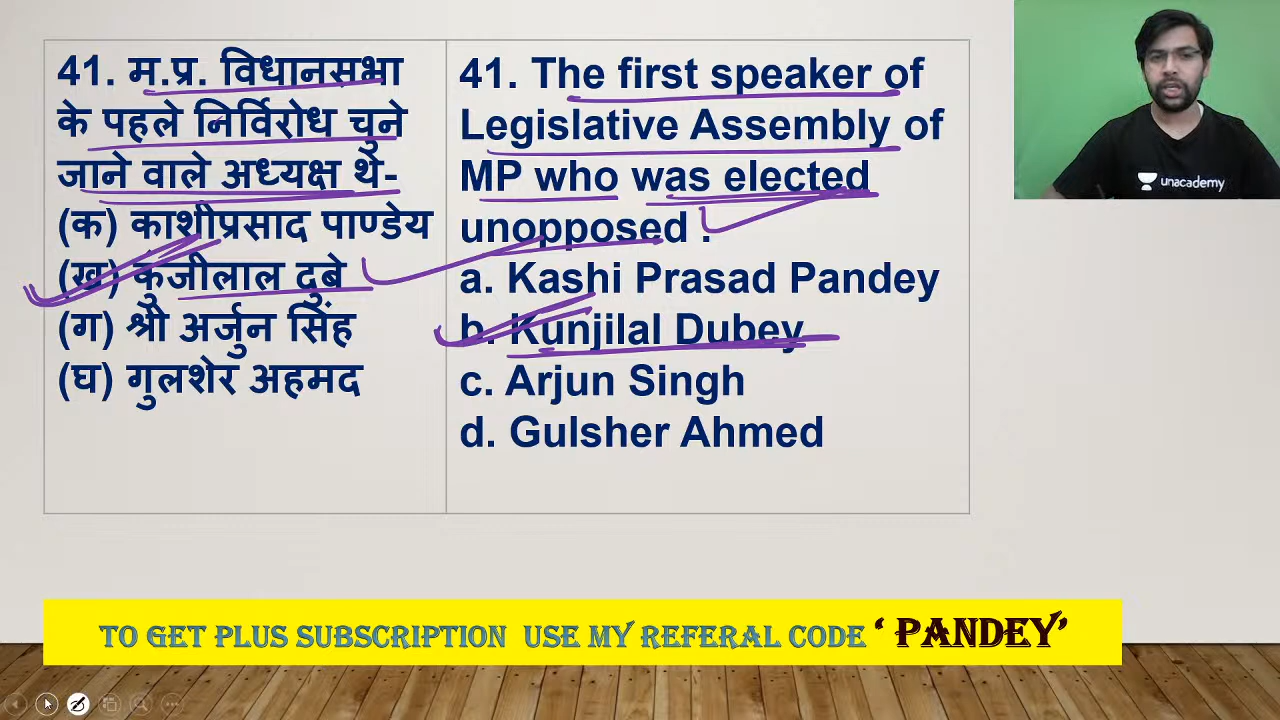 41. म.प्र. विधानसभा
के पहले निर्विरोध चुने
जाने वाले अध्यक्ष थे-
(क) काशीप्रसाद पाण्डेय
(ख) कुंजीलाल दुबे
(ग) श्री अर्जुन सिंह
(घ) गुलशेर अहमद
41. The first speaker of
Legislative Assembly of
MP who was elected
unopposed .
a. Kashi Prasad Pandey
b. Kunjilal Dubey
c. Arjun Singh
d. Gulsher Ahmed
unacademy
TO GET PLUS SUBSCRIPTION USE MY REFERAL CODE ‘ PANDEY’